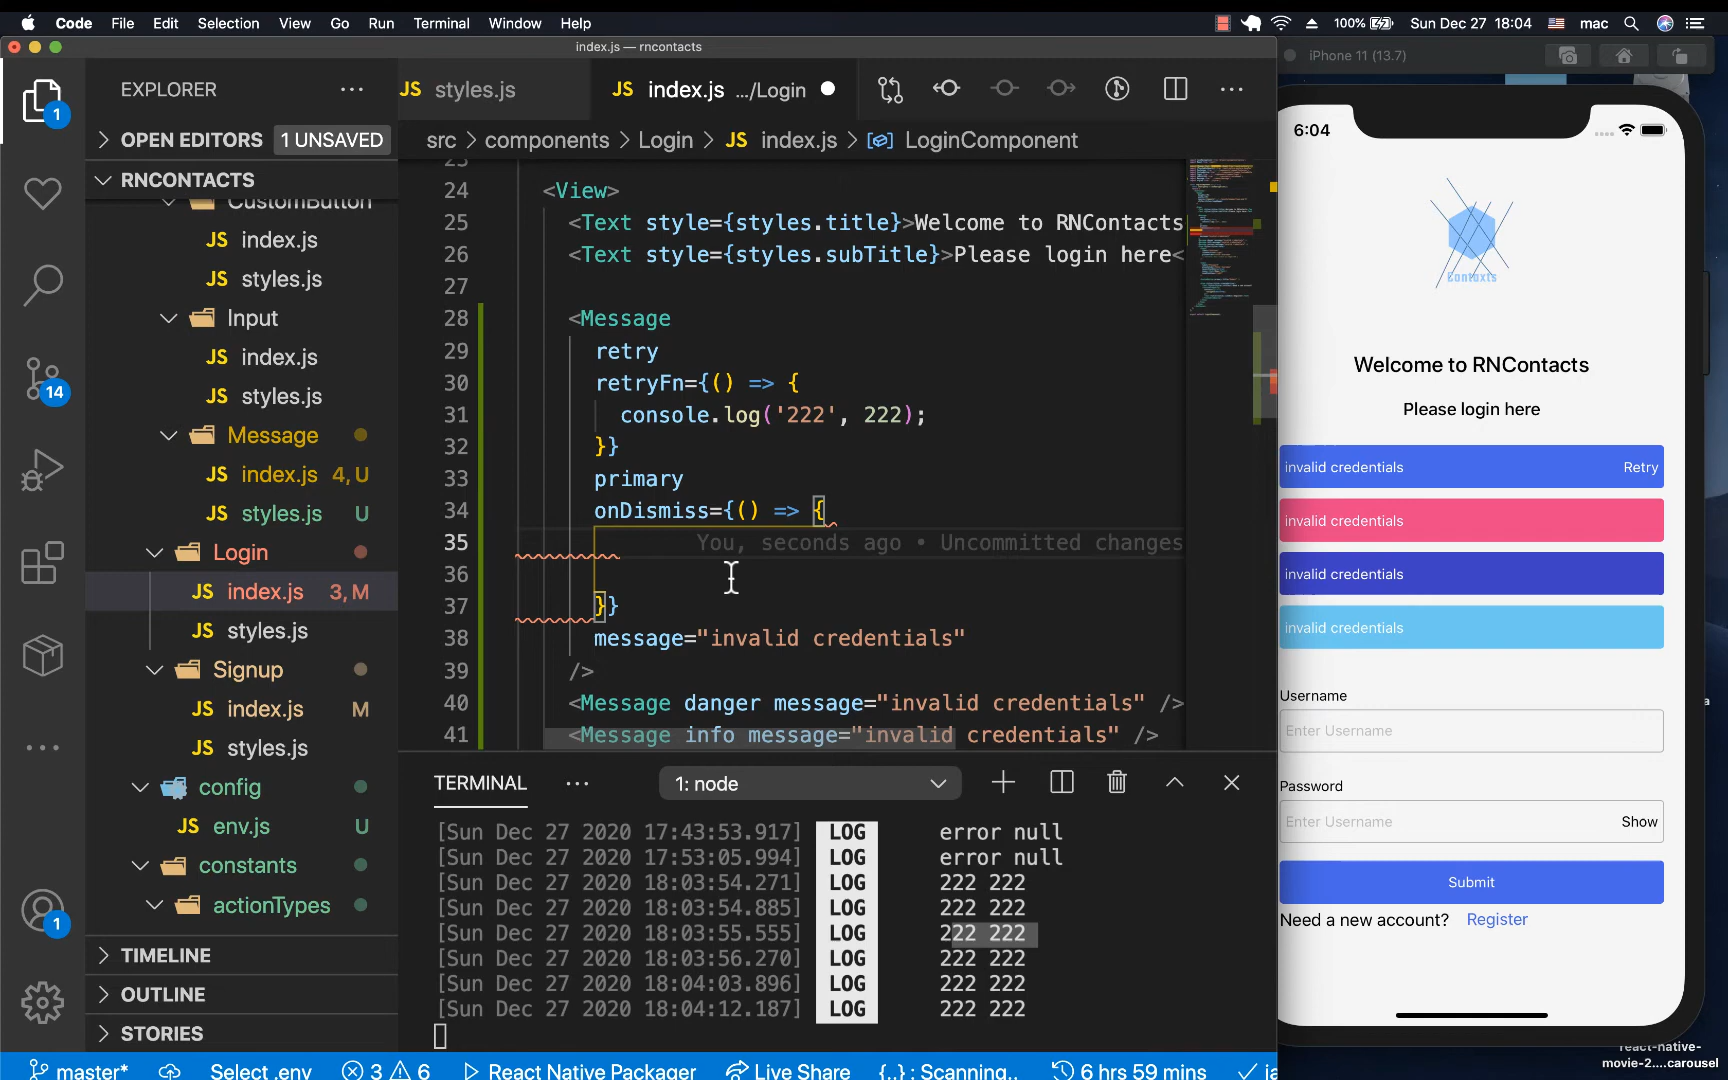 Code File Edit Selection View Go Run Terminal Window Help 100% Sun Dec 27 18:04 mac
index.js — rncontacts
iPhone 11 (13.7)
EXPLORER
JS styles.js
JS index.js .../Login
OPEN EDITORS 1 UNSAVED
src > components > Login > JS index.js > LoginComponent
RNCONTACTS
CustomButton
JS index.js
JS styles.js
Input
JS index.js
JS styles.js
Message
JS index.js 4, U
JS styles.js U
Login
JS index.js 3, M
JS styles.js
Signup
JS index.js M
JS styles.js
config
JS env.js U
constants
actionTypes
TIMELINE
OUTLINE
STORIES
1
14
1
23
24 <View>
25 <Text style={styles.title}>Welcome to RNContacts
26 <Text style={styles.subTitle}>Please login here<
27
28 <Message
29 retry
30 retryFn={() => {
31 console.log('222', 222);
32 }}
33 primary
34 onDismiss={() => {
35 You, seconds ago • Uncommitted changes
36
37 }}
38 message="invalid credentials"
39 />
40 <Message danger message="invalid credentials" />
41 <Message info message="invalid credentials" />
TERMINAL
1: node
[Sun Dec 27 2020 17:43:53.917] LOG error null
[Sun Dec 27 2020 17:53:05.994] LOG error null
[Sun Dec 27 2020 18:03:54.271] LOG 222 222
[Sun Dec 27 2020 18:03:54.885] LOG 222 222
[Sun Dec 27 2020 18:03:55.555] LOG 222 222
[Sun Dec 27 2020 18:03:56.270] LOG 222 222
[Sun Dec 27 2020 18:04:03.896] LOG 222 222
[Sun Dec 27 2020 18:04:12.187] LOG 222 222
master* Select .env 3 6 React Native Packager Live Share {..} : Scanning.. 6 hrs 59 mins ja
6:04
Contacts
Welcome to RNContacts
Please login here
invalid credentials Retry
invalid credentials
invalid credentials
invalid credentials
Username
Enter Username
Password
Enter Username Show
Submit
Need a new account? Register
react-native-
movie-2....carousel